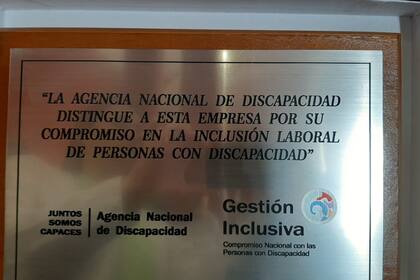 “LA AGENCIA NACIONAL DE DISCAPACIDAD
DISTINGUE A ESTA EMPRESA POR SU
COMPROMISO EN LA INCLUSIÓN LABORAL
DE PERSONAS CON DISCAPACIDAD”
JUNTOS
SOMOS
CAPACES
Agencia Nacional
de Discapacidad
Gestión
Inclusiva
Compromiso Nacional con las
Personas con Discapacidad